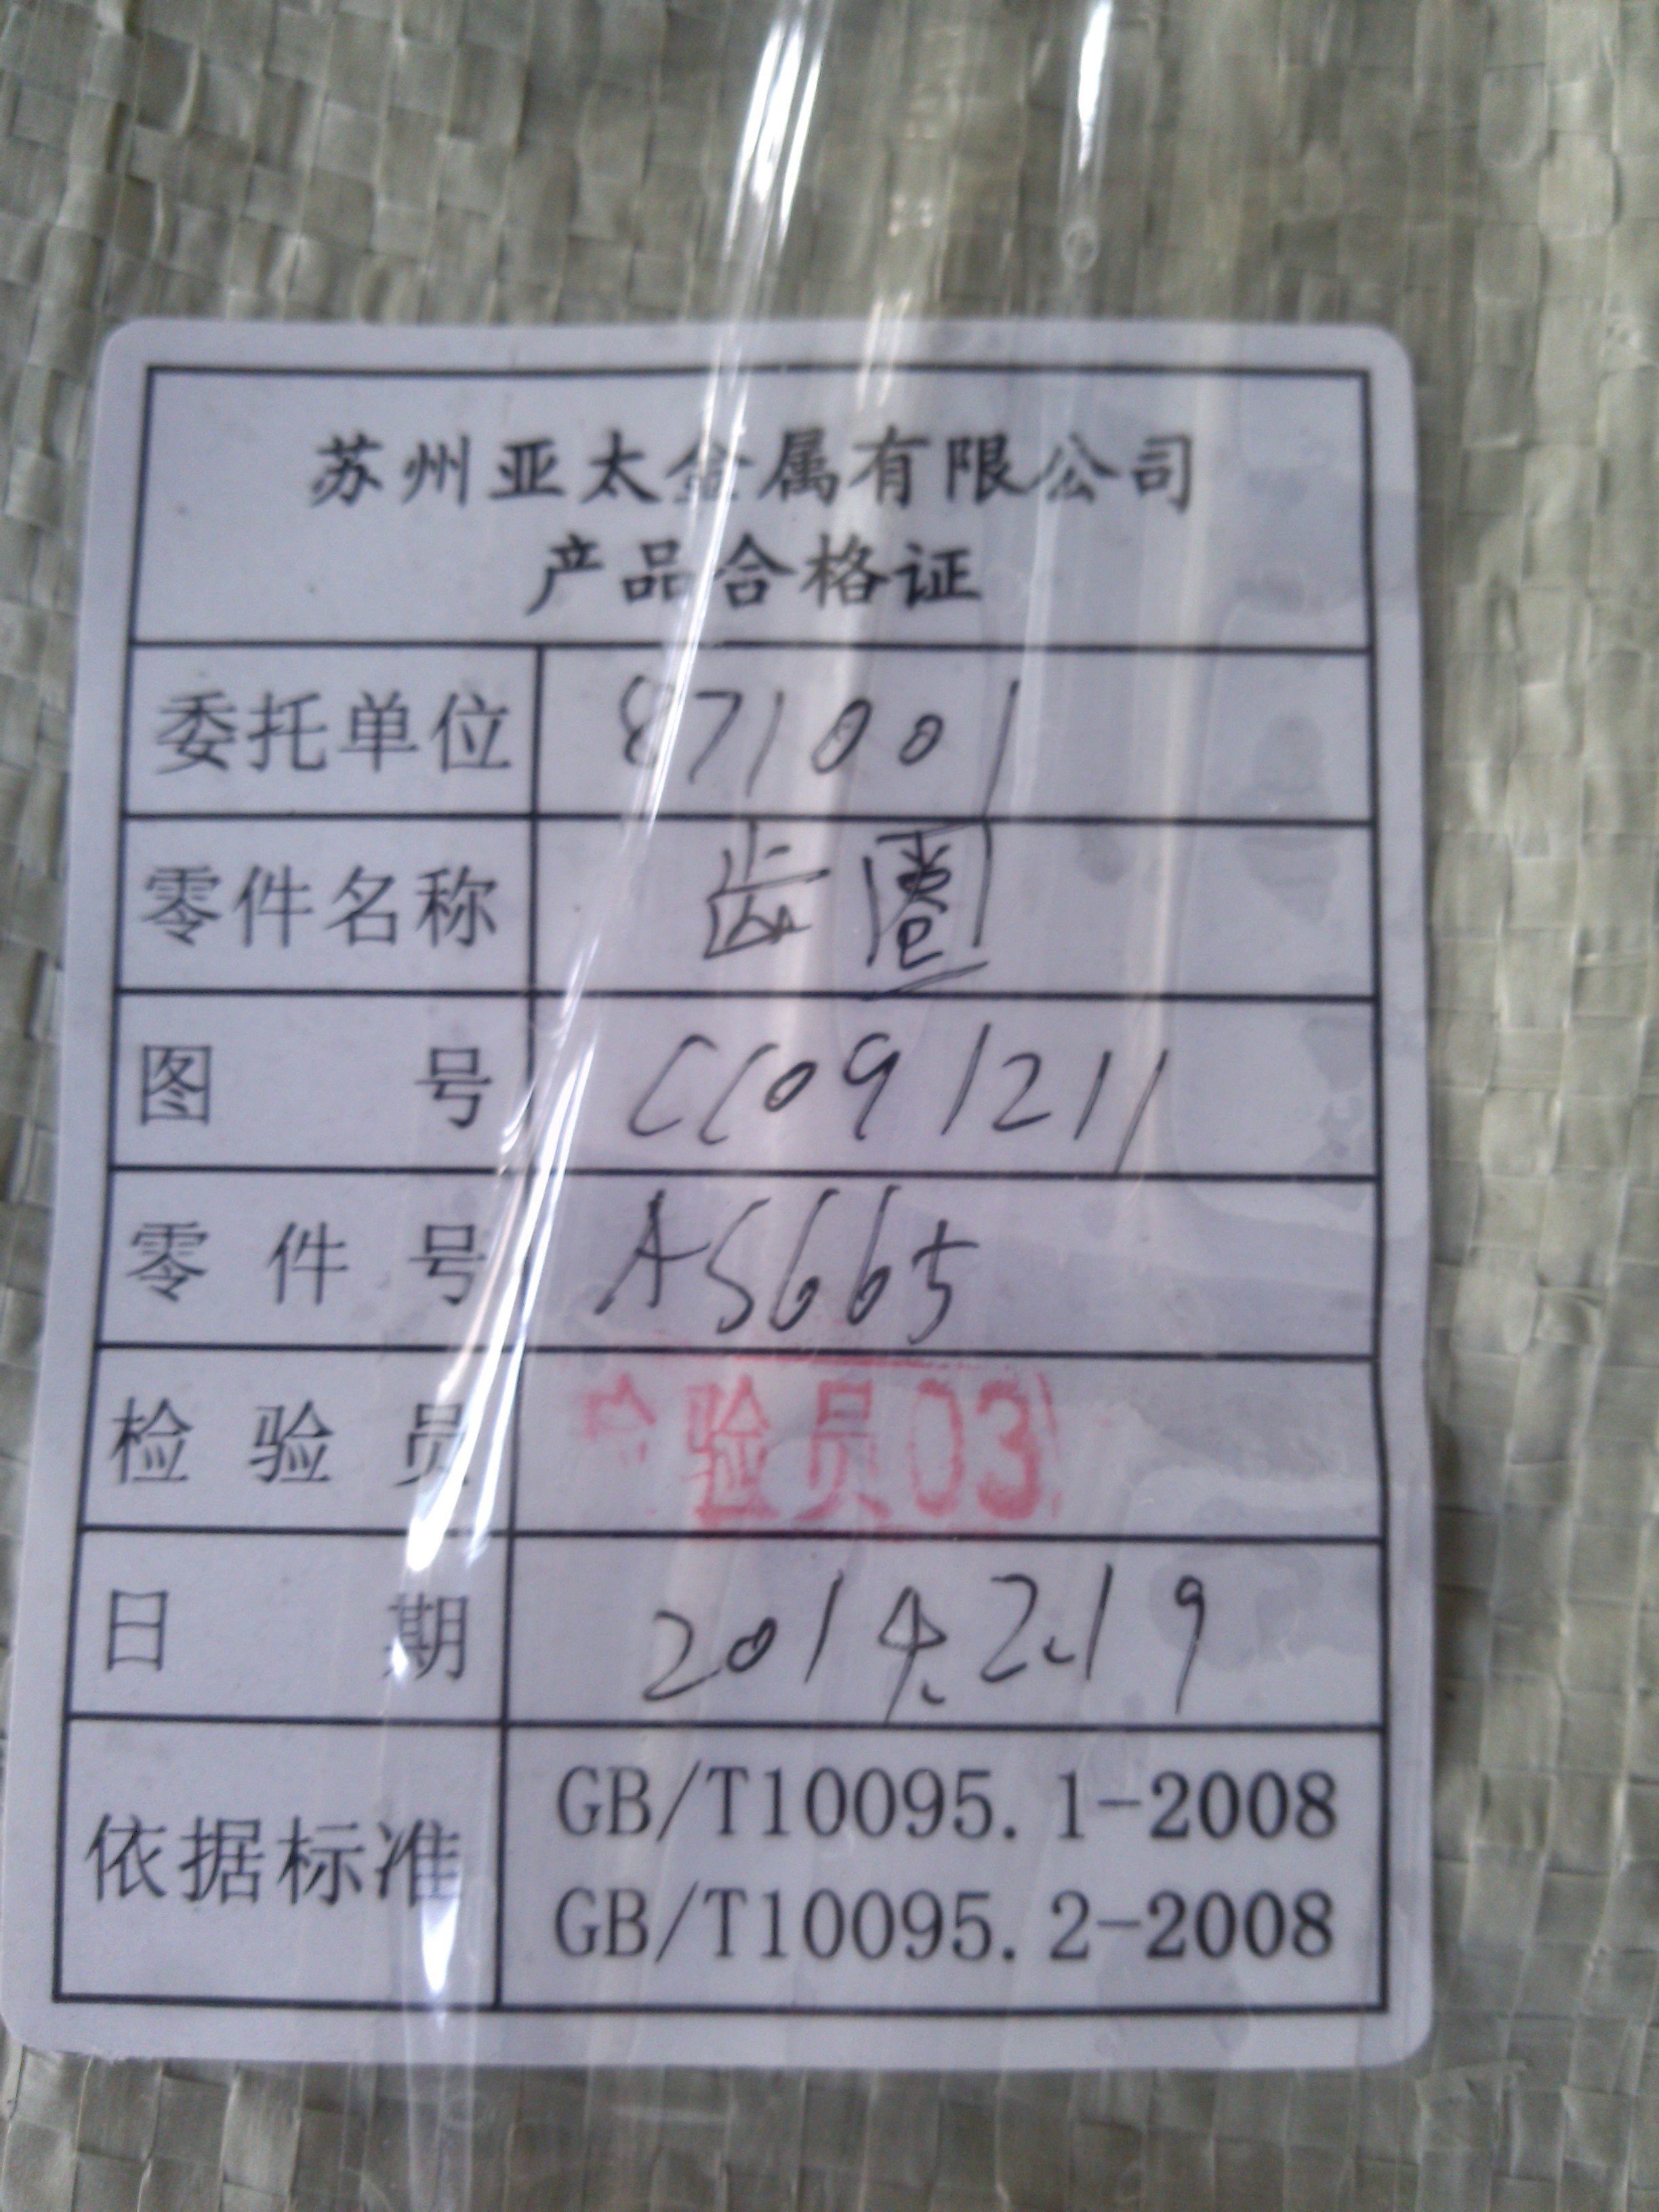 苏州亚太金属有限公司
产品合格证
委托单位 871001
零件名称 齿圈
图号 CC091211
零件号 AS665
检验员 检验员03
日期 2014.2.19
依据标准 GB/T10095.1-2008
GB/T10095.2-2008